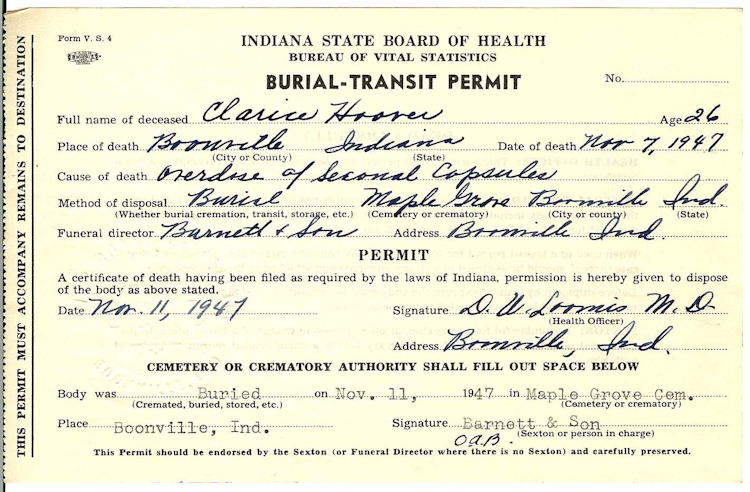 THIS PERMIT MUST ACCOMPANY REMAINS TO DESTINATION
Form V. S. 4
INDIANA STATE BOARD OF HEALTH
BUREAU OF VITAL STATISTICS
BURIAL-TRANSIT PERMIT
No.
Full name of deceased Clarice Hoover Age 26
Place of death Boonville Indiana Date of death Nov 7, 1947
(City or County) (State)
Cause of death Overdose of Seconal Capsules
Method of disposal Burial Maple Grove Boonville Ind.
(Whether burial cremation, transit, storage, etc.) (Cemetery or crematory) (City or county) (State)
Funeral director Barnett & Son Address Boonville Ind.
PERMIT
A certificate of death having been filed as required by the laws of Indiana, permission is hereby given to dispose
of the body as above stated.
Date Nov. 11, 1947 Signature D. W. Loomis M.D
(Health Officer)
Address Boonville, Ind.
CEMETERY OR CREMATORY AUTHORITY SHALL FILL OUT SPACE BELOW
Body was Buried on Nov. 11, 1947 in Maple Grove Cem.
(Cremated, buried, stored, etc.) (Cemetery or crematory)
Place Boonville, Ind. Signature Barnett & Son
O.A.B. (Sexton or person in charge)
This Permit should be endorsed by the Sexton (or Funeral Director where there is no Sexton) and carefully preserved.